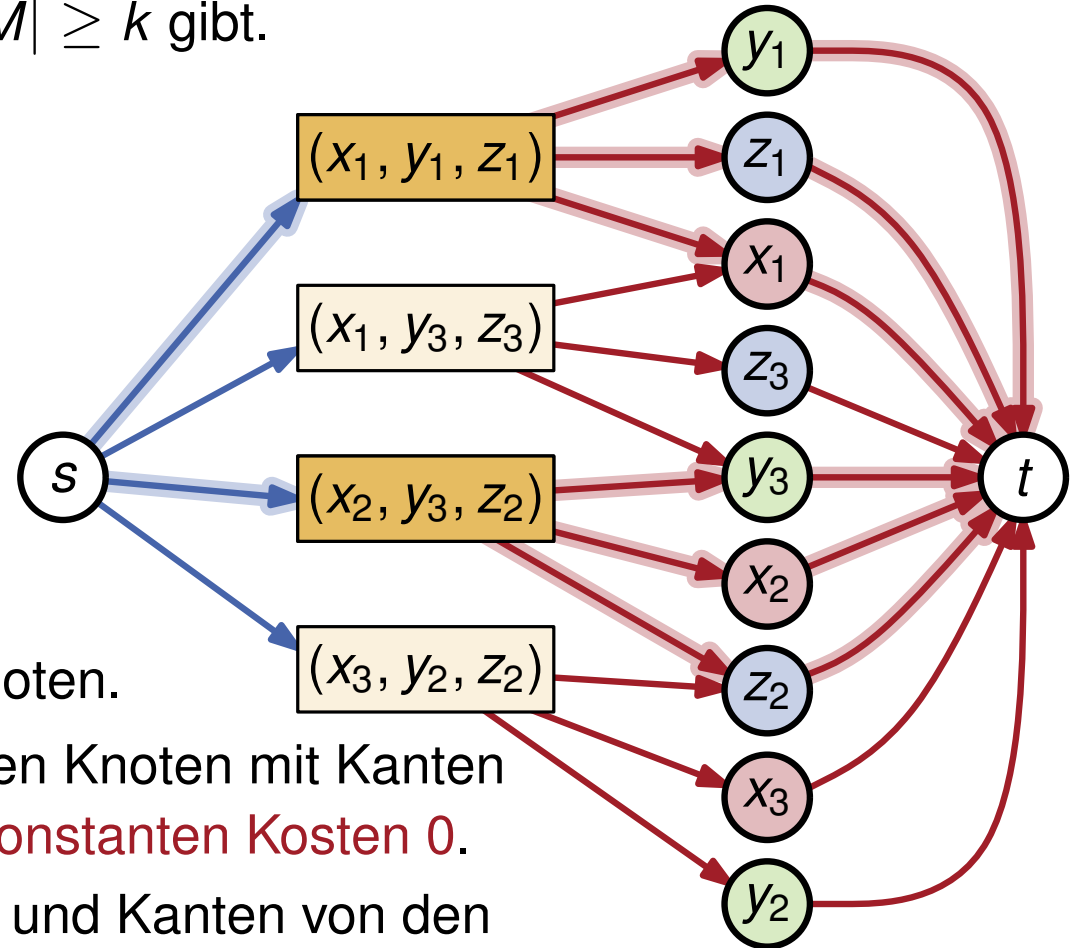 M| ≥ k gibt.
y₁
(x₁, y₁, z₁)
z₁
x₁
(x₁, y₃, z₃)
z₃
s
(x₂, y₃, z₂)
y₃
t
x₂
(x₃, y₂, z₂)
z₂
oten.
en Knoten mit Kanten
x₃
onstanten Kosten 0.
und Kanten von den
y₂